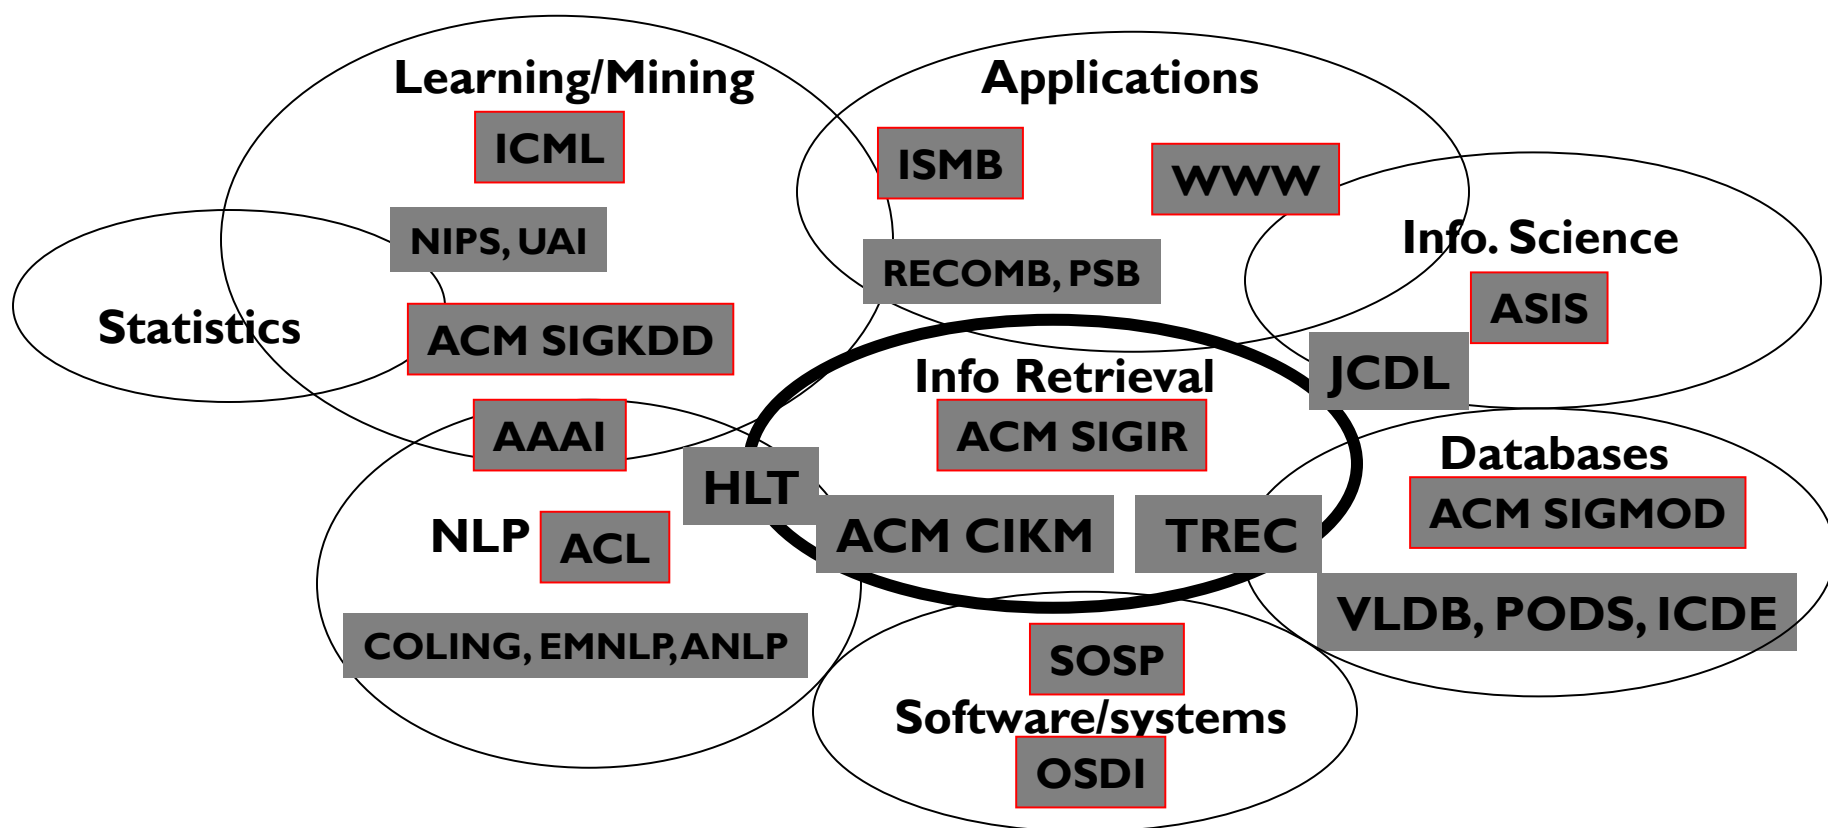 Learning/Mining
Applications
ICML
ISMB
WWW
NIPS, UAI
Info. Science
RECOMB, PSB
ASIS
Statistics
ACM SIGKDD
Info Retrieval
JCDL
AAAI
ACM SIGIR
Databases
HLT
ACM SIGMOD
NLP
ACL
ACM CIKM
TREC
VLDB, PODS, ICDE
COLING, EMNLP, ANLP
SOSP
Software/systems
OSDI